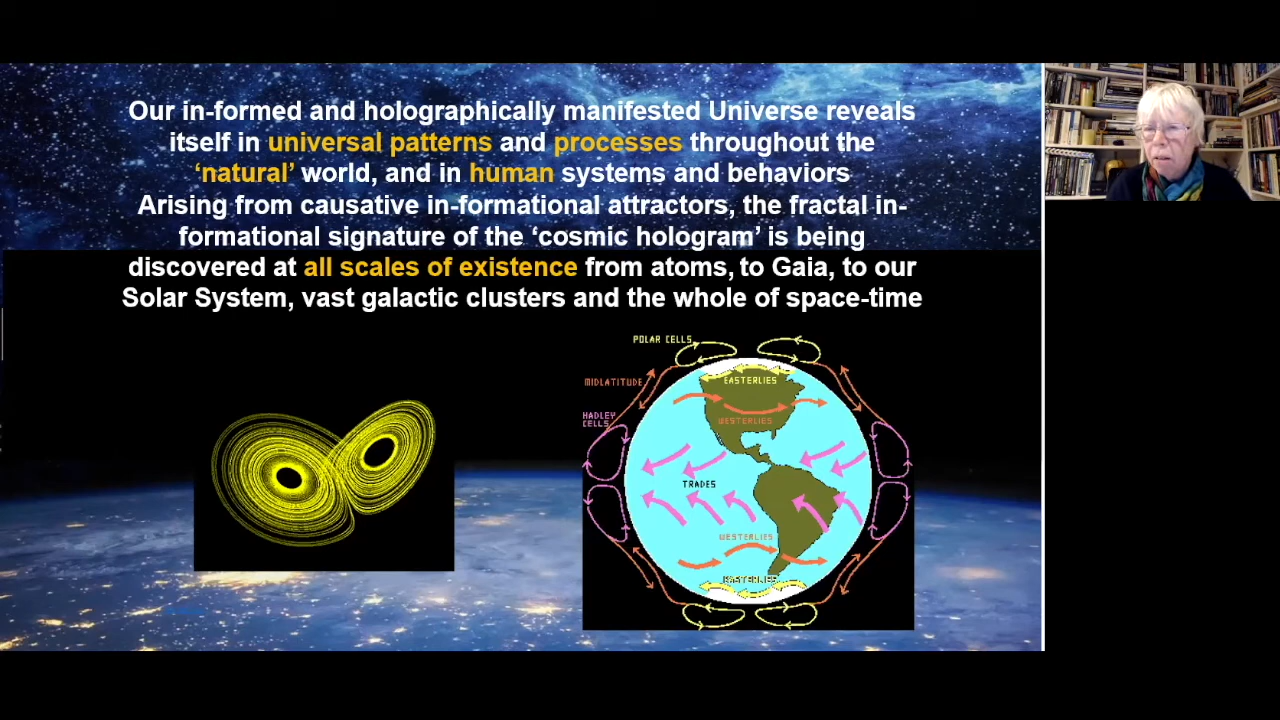 Our in-formed and holographically manifested Universe reveals
itself in universal patterns and processes throughout the
‘natural’ world, and in human systems and behaviors
Arising from causative in-formational attractors, the fractal in-
formational signature of the ‘cosmic hologram’ is being
discovered at all scales of existence from atoms, to Gaia, to our
Solar System, vast galactic clusters and the whole of space-time
POLAR CELLS
EASTERLIES
MIDLATITUDE
HADLEY
CELLS
WESTERLIES
TRADES
WESTERLIES
EASTERLIES